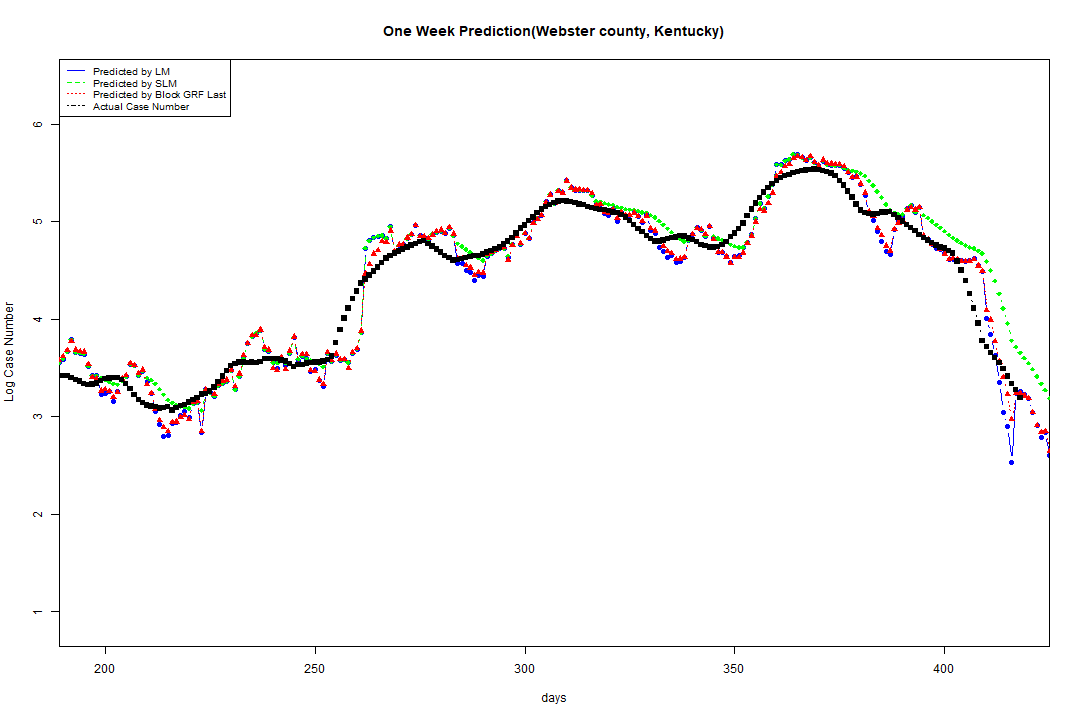 One Week Prediction(Webster county, Kentucky)
Predicted by LM
Predicted by SLM
Predicted by Block GRF Last
Actual Case Number
Log Case Number
6
5
4
3
2
1
200 250 300 350 400
days